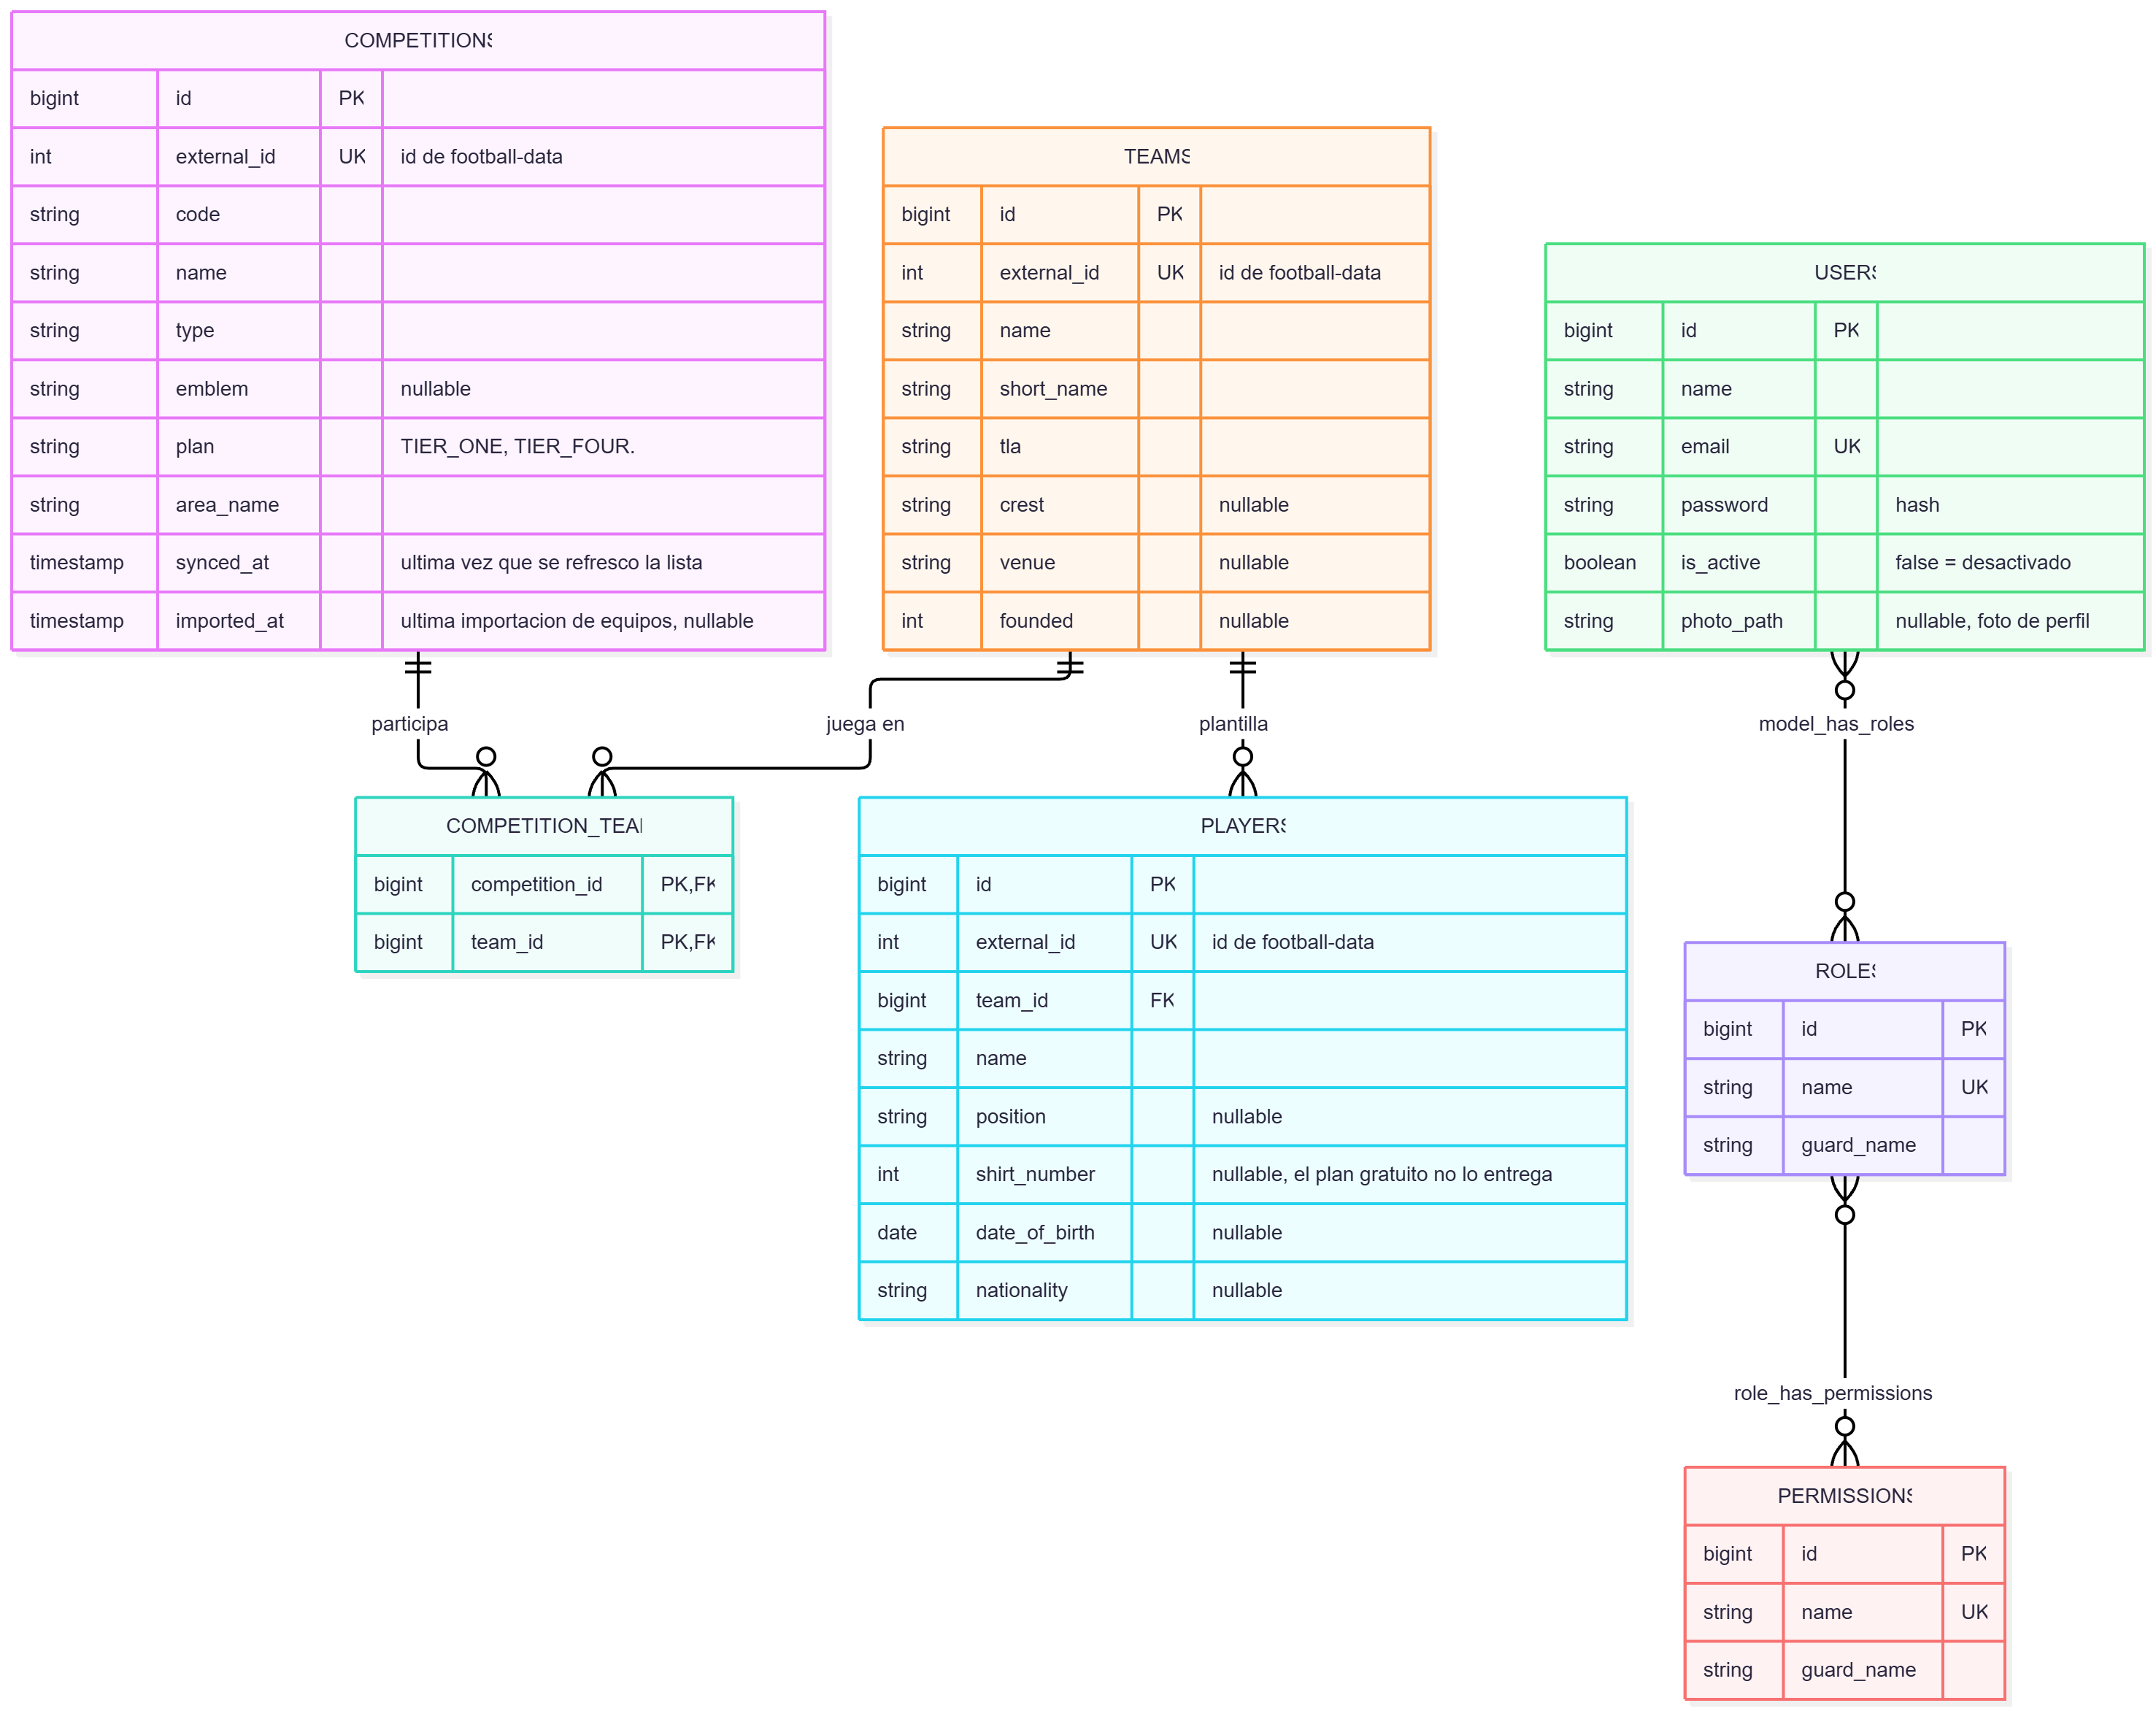 COMPETITIONS
bigint id PK
int external_id UK id de football-data
string code
string name
string type
string emblem nullable
string plan TIER_ONE, TIER_FOUR.
string area_name
timestamp synced_at ultima vez que se refresco la lista
timestamp imported_at ultima importacion de equipos, nullable
TEAMS
bigint id PK
int external_id UK id de football-data
string name
string short_name
string tla
string crest nullable
string venue nullable
int founded nullable
USERS
bigint id PK
string name
string email UK
string password hash
boolean is_active false = desactivado
string photo_path nullable, foto de perfil
participa
juega en
plantilla
model_has_roles
COMPETITION_TEA
bigint competition_id PK,FK
bigint team_id PK,FK
PLAYERS
bigint id PK
int external_id UK id de football-data
bigint team_id FK
string name
string position nullable
int shirt_number nullable, el plan gratuito no lo entrega
date date_of_birth nullable
string nationality nullable
ROLES
bigint id PK
string name UK
string guard_name
role_has_permissions
PERMISSIONS
bigint id PK
string name UK
string guard_name